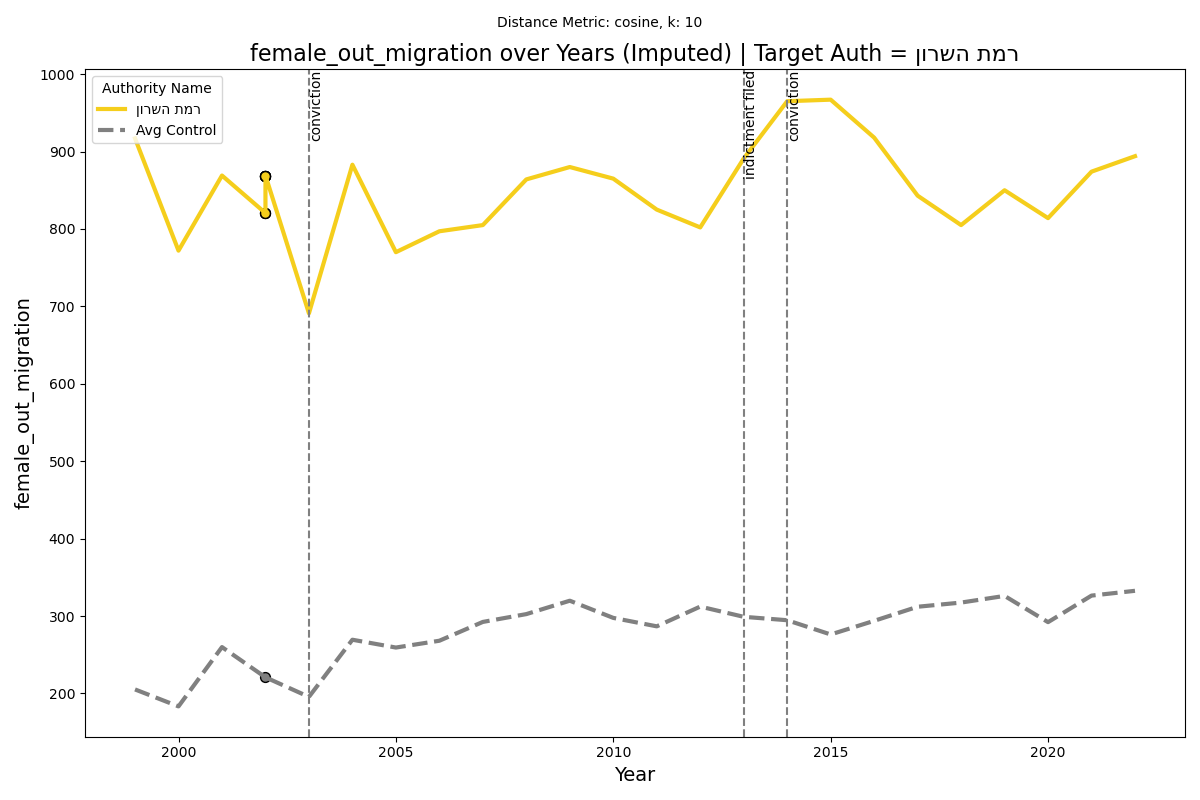 Distance Metric: cosine, k: 10
female_out_migration over Years (Imputed) | Target Auth = רמת השרון
Authority Name
רמת השרון
Avg Control
conviction
indictment filed
conviction
1000
900
800
700
600
500
400
300
200
female_out_migration
2000
2005
2010
2015
2020
Year